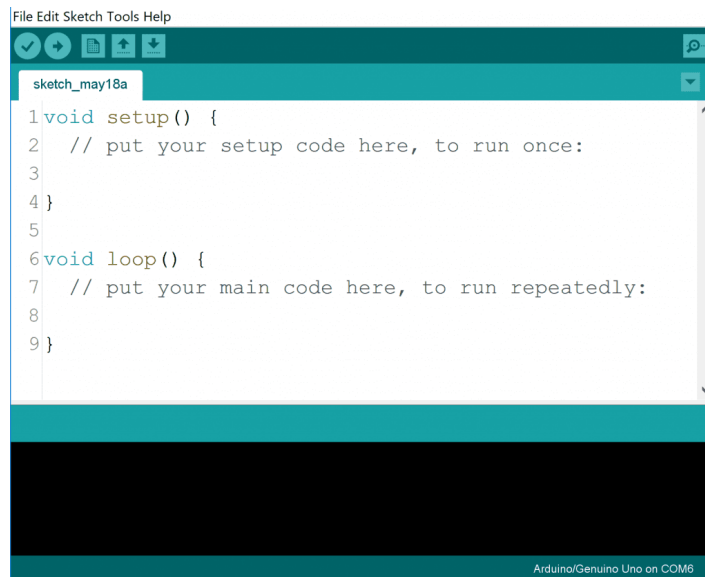 File Edit Sketch Tools Help
sketch_may18a
1 void setup() {
2   // put your setup code here, to run once:
3
4 }
5
6 void loop() {
7   // put your main code here, to run repeatedly:
8
9 }
Arduino/Genuino Uno on COM6